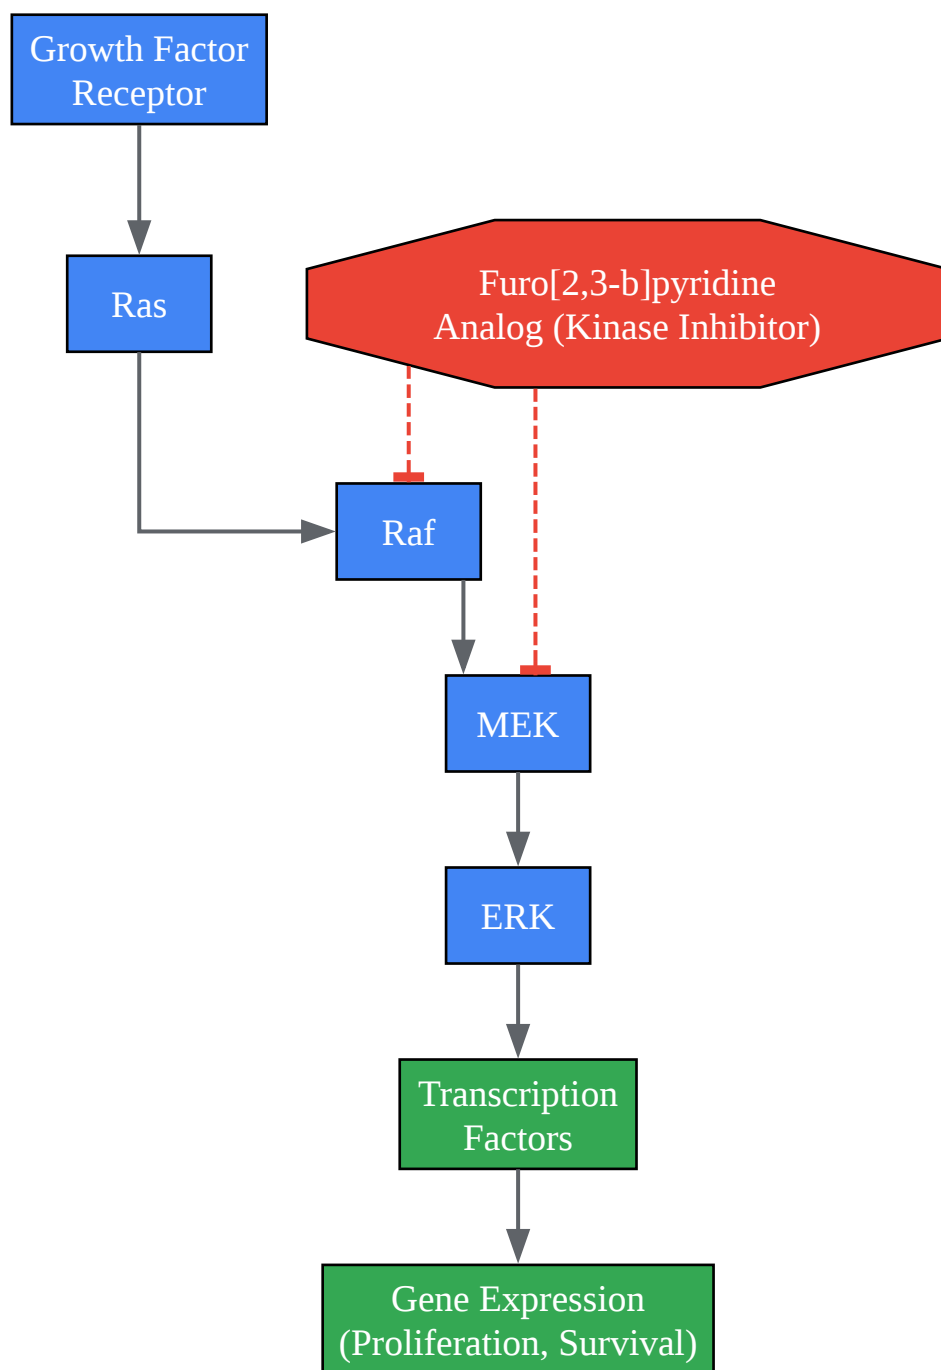 Growth Factor
Receptor
Ras
Furo[2,3-b]pyridine
Analog (Kinase Inhibitor)
Raf
MEK
ERK
Transcription
Factors
Gene Expression
(Proliferation, Survival)